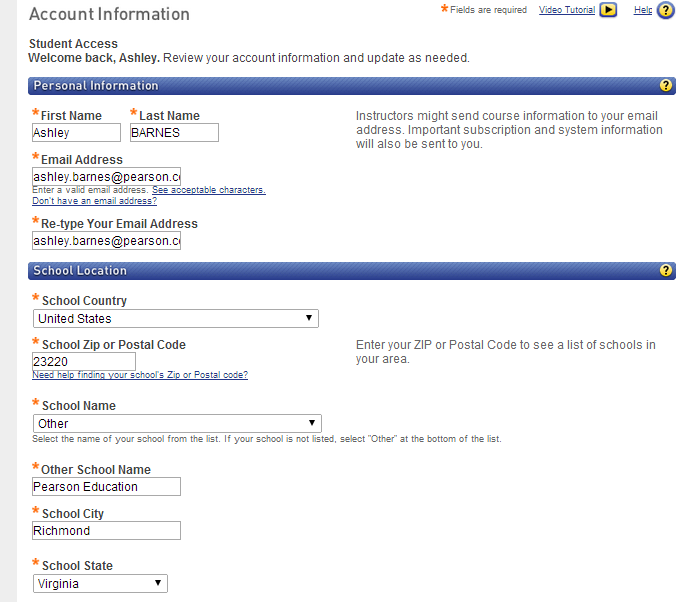 Account Information
* Fields are required Video Tutorial Help ?
Student Access
Welcome back, Ashley. Review your account information and update as needed.
Personal Information ?
* First Name * Last Name
Ashley BARNES
Instructors might send course information to your email
address. Important subscription and system information
will also be sent to you.
* Email Address
ashley.barnes@pearson.c
Enter a valid email address. See acceptable characters.
Don't have an email address?
* Re-type Your Email Address
ashley.barnes@pearson.c
School Location ?
* School Country
United States
* School Zip or Postal Code
23220
Need help finding your school's Zip or Postal code?
Enter your ZIP or Postal Code to see a list of schools in
your area.
* School Name
Other
Select the name of your school from the list. If your school is not listed, select "Other" at the bottom of the list.
* Other School Name
Pearson Education
* School City
Richmond
* School State
Virginia